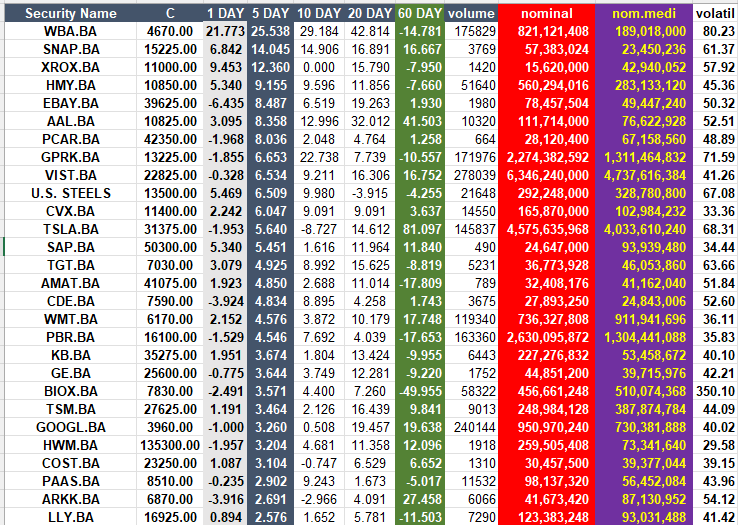 Security Name C 1 DAY 5 DAY 10 DAY 20 DAY 60 DAY volume nominal nom.medi volatil
WBA.BA 4670.00 21.773 25.538 29.184 42.814 -14.781 175829 821,121,408 189,018,000 80.23
SNAP.BA 15225.00 6.842 14.045 14.906 16.891 16.667 3769 57,383,024 23,450,236 61.37
XROX.BA 11000.00 9.453 12.360 0.000 15.790 -7.950 1420 15,620,000 42,940,052 57.92
HMY.BA 10850.00 5.340 9.155 9.596 11.856 -7.660 51640 560,294,016 283,133,120 45.36
EBAY.BA 39625.00 -6.435 8.487 6.519 19.263 1.930 1980 78,457,504 49,447,240 50.32
AAL.BA 10825.00 3.095 8.358 12.996 32.012 41.503 10320 111,714,000 76,622,928 52.51
PCAR.BA 42350.00 -1.968 8.036 2.048 4.764 1.258 664 28,120,400 67,158,560 48.89
GPRK.BA 13225.00 -1.855 6.653 22.738 7.739 -10.557 171976 2,274,382,592 1,311,464,832 71.59
VIST.BA 22825.00 -0.328 6.534 9.211 16.306 16.752 278039 6,346,240,000 4,737,616,384 41.26
U.S. STEELS 13500.00 5.469 6.509 9.980 -3.915 -4.255 21648 292,248,000 328,780,800 67.08
CVX.BA 11400.00 2.242 6.047 9.091 9.091 3.637 14550 165,870,000 102,984,232 33.36
TSLA.BA 31375.00 -1.953 5.640 -8.727 14.612 81.097 145837 4,575,635,968 4,033,610,240 68.31
SAP.BA 50300.00 5.340 5.451 1.616 11.964 11.840 490 24,647,000 93,939,480 34.44
TGT.BA 7030.00 3.079 4.925 8.992 15.625 -8.819 5231 36,773,928 46,053,860 63.66
AMAT.BA 41075.00 1.923 4.850 2.688 11.014 -17.809 789 32,408,176 41,162,040 51.84
CDE.BA 7590.00 -3.924 4.834 8.895 4.258 1.743 3675 27,893,250 24,843,006 52.60
WMT.BA 6170.00 2.152 4.576 3.872 10.179 17.748 119340 736,327,808 911,941,696 36.11
PBR.BA 16100.00 -1.529 4.546 7.692 4.039 -17.653 163360 2,630,095,872 1,304,441,088 35.83
KB.BA 35275.00 1.951 3.674 1.804 13.424 -9.955 6443 227,276,832 53,458,672 40.10
GE.BA 25600.00 -0.775 3.644 3.749 12.281 -9.220 1752 44,851,200 39,715,976 42.21
BIOX.BA 7830.00 -2.491 3.571 4.400 7.260 -49.955 58322 456,661,248 510,074,368 350.10
TSM.BA 27625.00 1.191 3.464 2.126 16.439 9.841 9013 248,984,128 387,874,784 44.09
GOOGL.BA 3960.00 -1.000 3.260 0.508 19.457 19.638 240144 950,970,240 730,381,888 40.02
HWM.BA 135300.00 -1.957 3.204 4.681 11.358 12.096 1918 259,505,408 73,341,640 29.58
COST.BA 23250.00 1.087 3.104 -0.747 6.529 6.652 1310 30,457,500 39,377,044 39.15
PAAS.BA 8510.00 -0.235 2.902 9.243 1.673 -5.017 11532 98,137,320 56,452,084 43.96
ARKK.BA 6870.00 -3.916 2.691 -2.966 4.091 27.458 6066 41,673,420 87,130,952 54.12
LLY.BA 16925.00 0.894 2.576 1.652 5.781 -11.503 7290 123,383,248 93,031,488 41.42